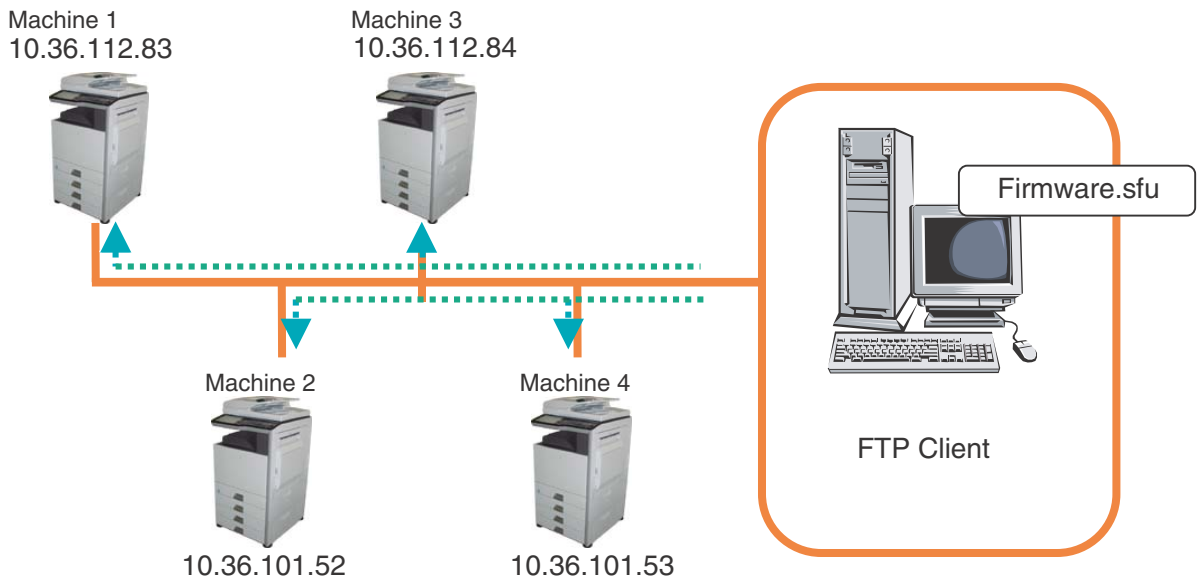 Machine 1
10.36.112.83
Machine 3
10.36.112.84
Firmware.sfu
FTP Client
Machine 2
10.36.101.52
Machine 4
10.36.101.53